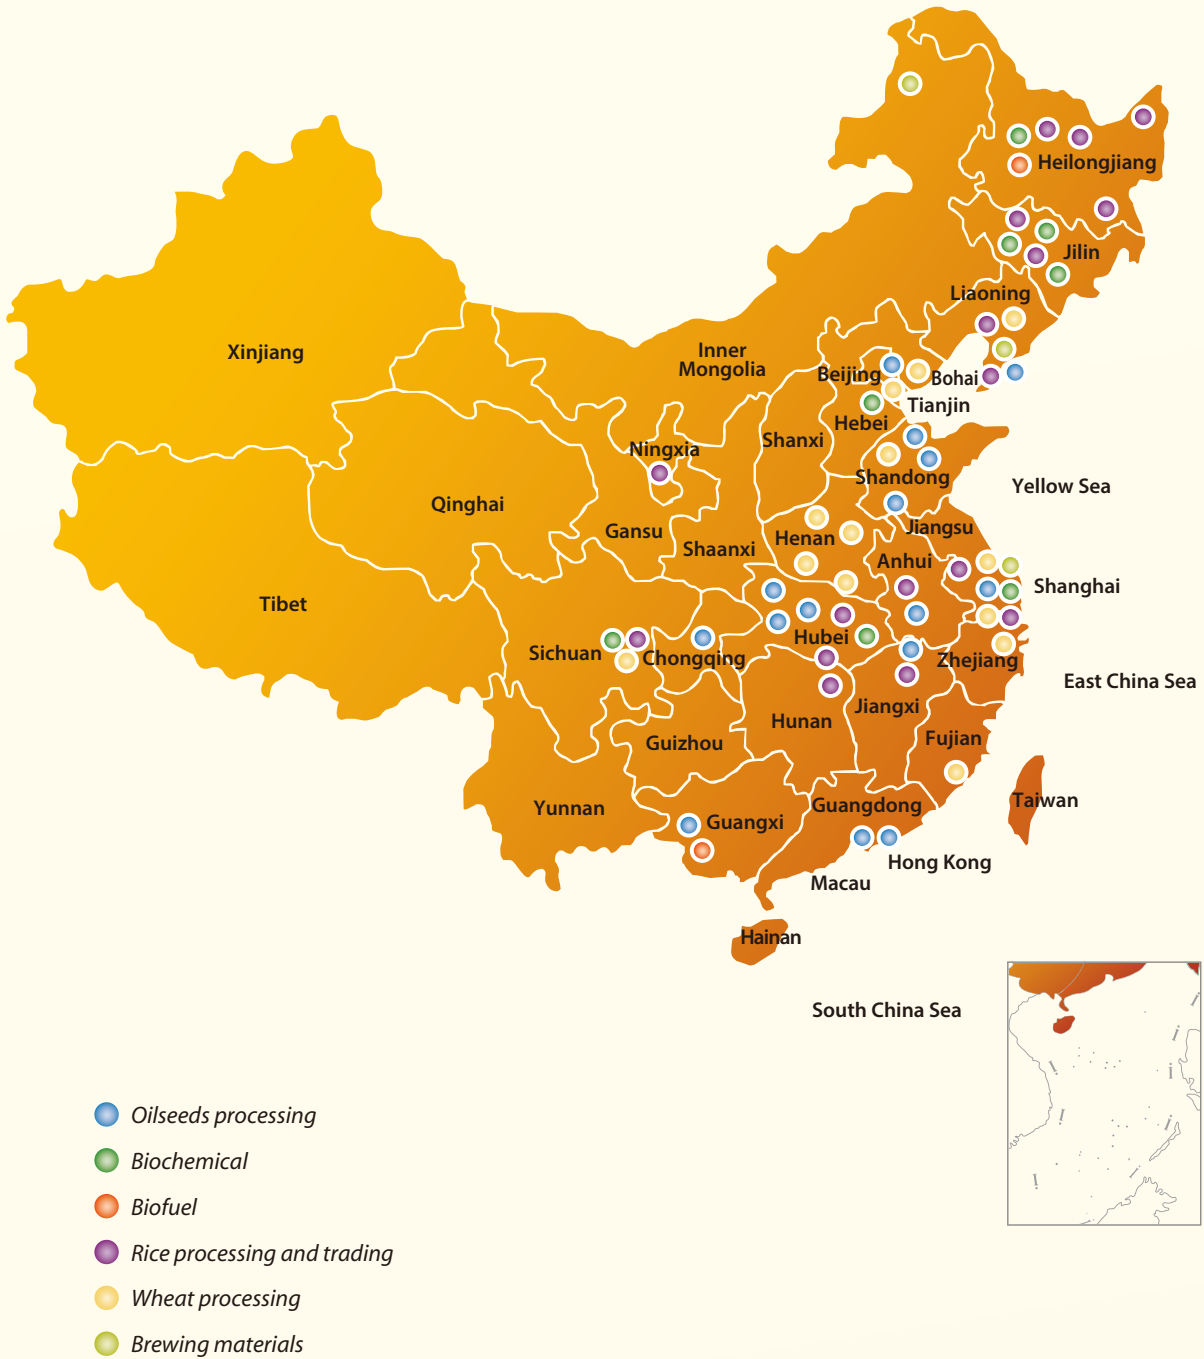 Heilongjiang
Jilin
Liaoning
Xinjiang
Inner
Mongolia
Beijing
Bohai
Tianjin
Hebei
Shanxi
Ningxia
Shandong
Yellow Sea
Qinghai
Gansu
Shaanxi
Henan
Jiangsu
Anhui
Shanghai
Tibet
Sichuan
Chongqing
Hubei
Zhejiang
East China Sea
Jiangxi
Hunan
Guizhou
Fujian
Yunnan
Guangxi
Guangdong
Taiwan
Hong Kong
Macau
Hainan
South China Sea
Oilseeds processing
Biochemical
Biofuel
Rice processing and trading
Wheat processing
Brewing materials